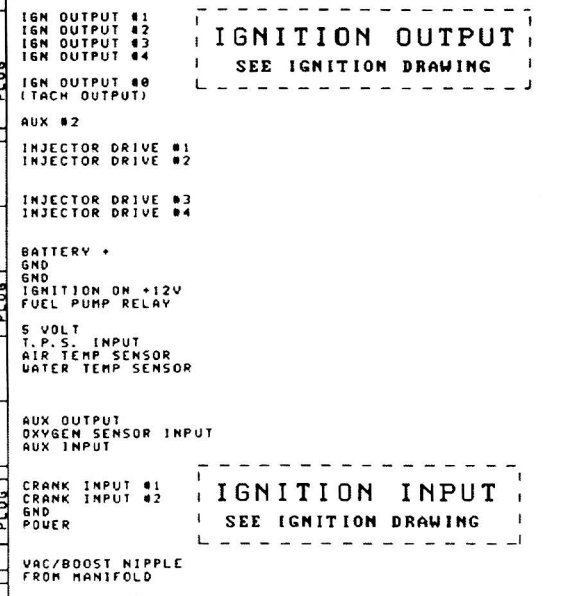 IGN OUTPUT #1
IGN OUTPUT #2
IGN OUTPUT #3
IGN OUTPUT #4
IGNITION OUTPUT
SEE IGNITION DRAWING
IGN OUTPUT #0
(TACH OUTPUT)
AUX #2
INJECTOR DRIVE #1
INJECTOR DRIVE #2
INJECTOR DRIVE #3
INJECTOR DRIVE #4
BATTERY +
GND
GND
IGNITION ON +12V
FUEL PUMP RELAY
5 VOLT
T.P.S. INPUT
AIR TEMP SENSOR
WATER TEMP SENSOR
AUX OUTPUT
OXYGEN SENSOR INPUT
AUX INPUT
CRANK INPUT #1
CRANK INPUT #2
GND
POWER
IGNITION INPUT
SEE IGNITION DRAWING
VAC/BOOST NIPPLE
FROM MANIFOLD
PLUG
PLUG
PLUG